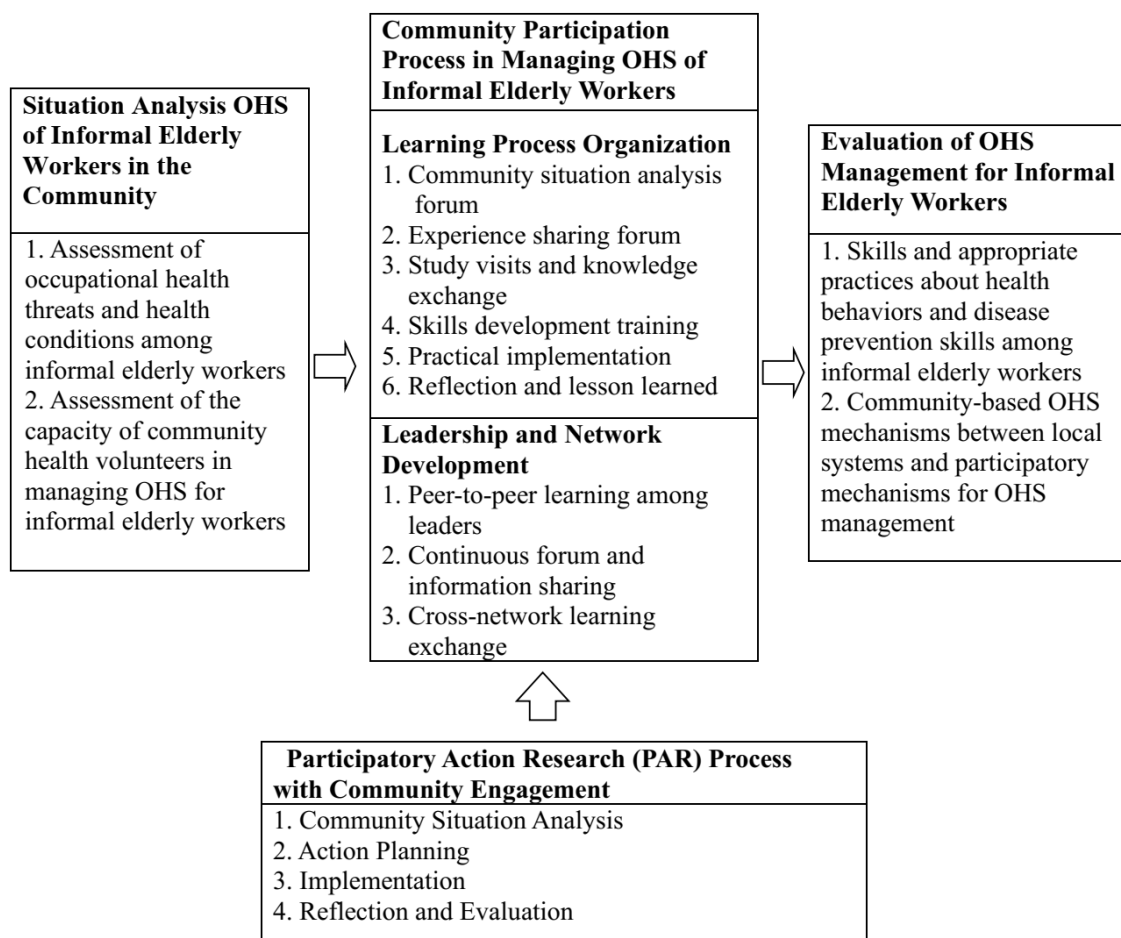 Situation Analysis OHS
of Informal Elderly
Workers in the
Community
1. Assessment of
occupational health
threats and health
conditions among
informal elderly workers
2. Assessment of the
capacity of community
health volunteers in
managing OHS for
informal elderly workers
Community Participation
Process in Managing OHS of
Informal Elderly Workers
Learning Process Organization
1. Community situation analysis
forum
2. Experience sharing forum
3. Study visits and knowledge
exchange
4. Skills development training
5. Practical implementation
6. Reflection and lesson learned
Leadership and Network
Development
1. Peer-to-peer learning among
leaders
2. Continuous forum and
information sharing
3. Cross-network learning
exchange
Evaluation of OHS
Management for Informal
Elderly Workers
1. Skills and appropriate
practices about health
behaviors and disease
prevention skills among
informal elderly workers
2. Community-based OHS
mechanisms between local
systems and participatory
mechanisms for OHS
management
Participatory Action Research (PAR) Process
with Community Engagement
1. Community Situation Analysis
2. Action Planning
3. Implementation
4. Reflection and Evaluation